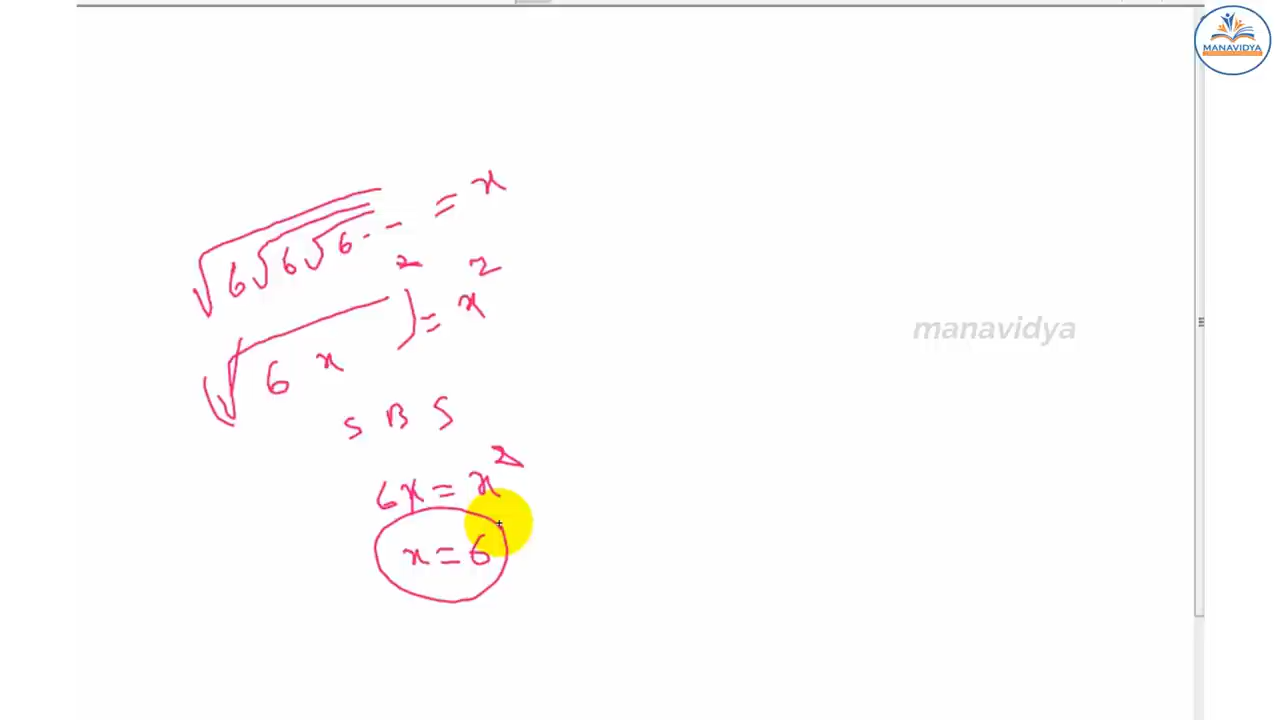 MANAVIDYA
√6√6√6-- = x
(√6x)² = x²
manavidya
S B S
6x = x²
x = 6